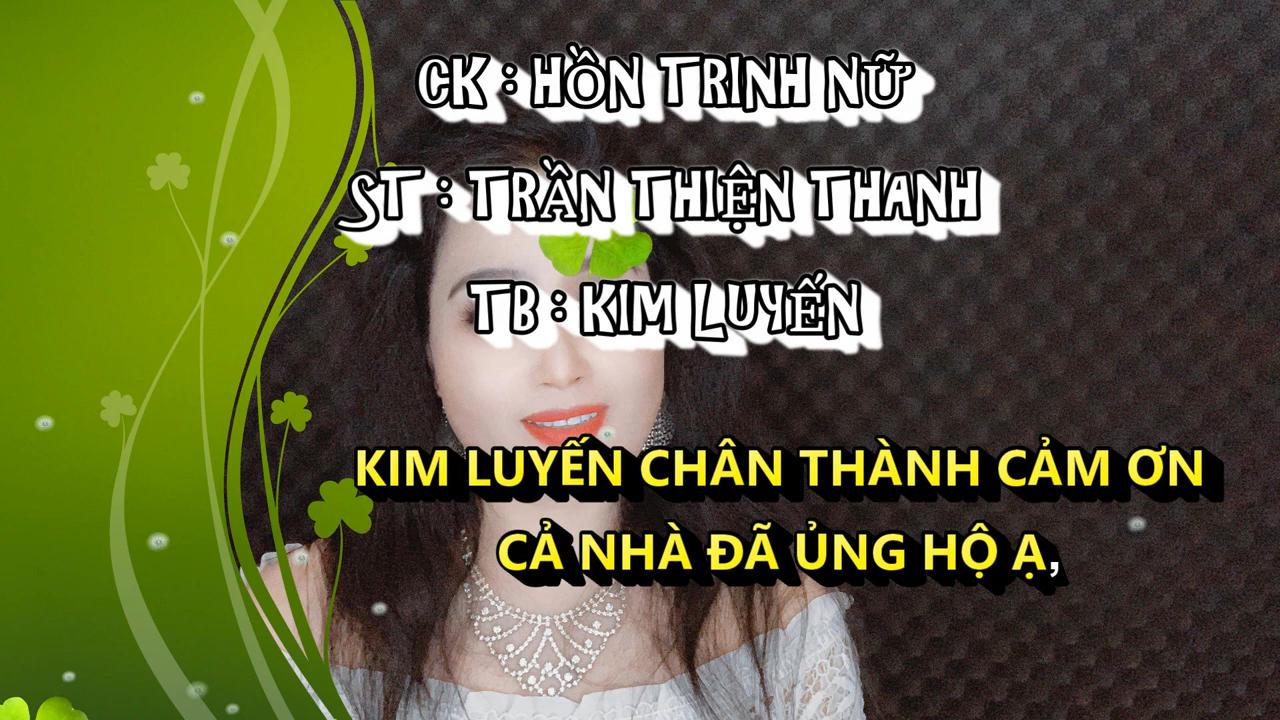 CK : HỒN TRINH NỮ
ST : TRẦN THIỆN THANH
TB : KIM LUYẾN
KIM LUYẾN CHÂN THÀNH CẢM ƠN
CẢ NHÀ ĐÃ ỦNG HỘ Ạ,